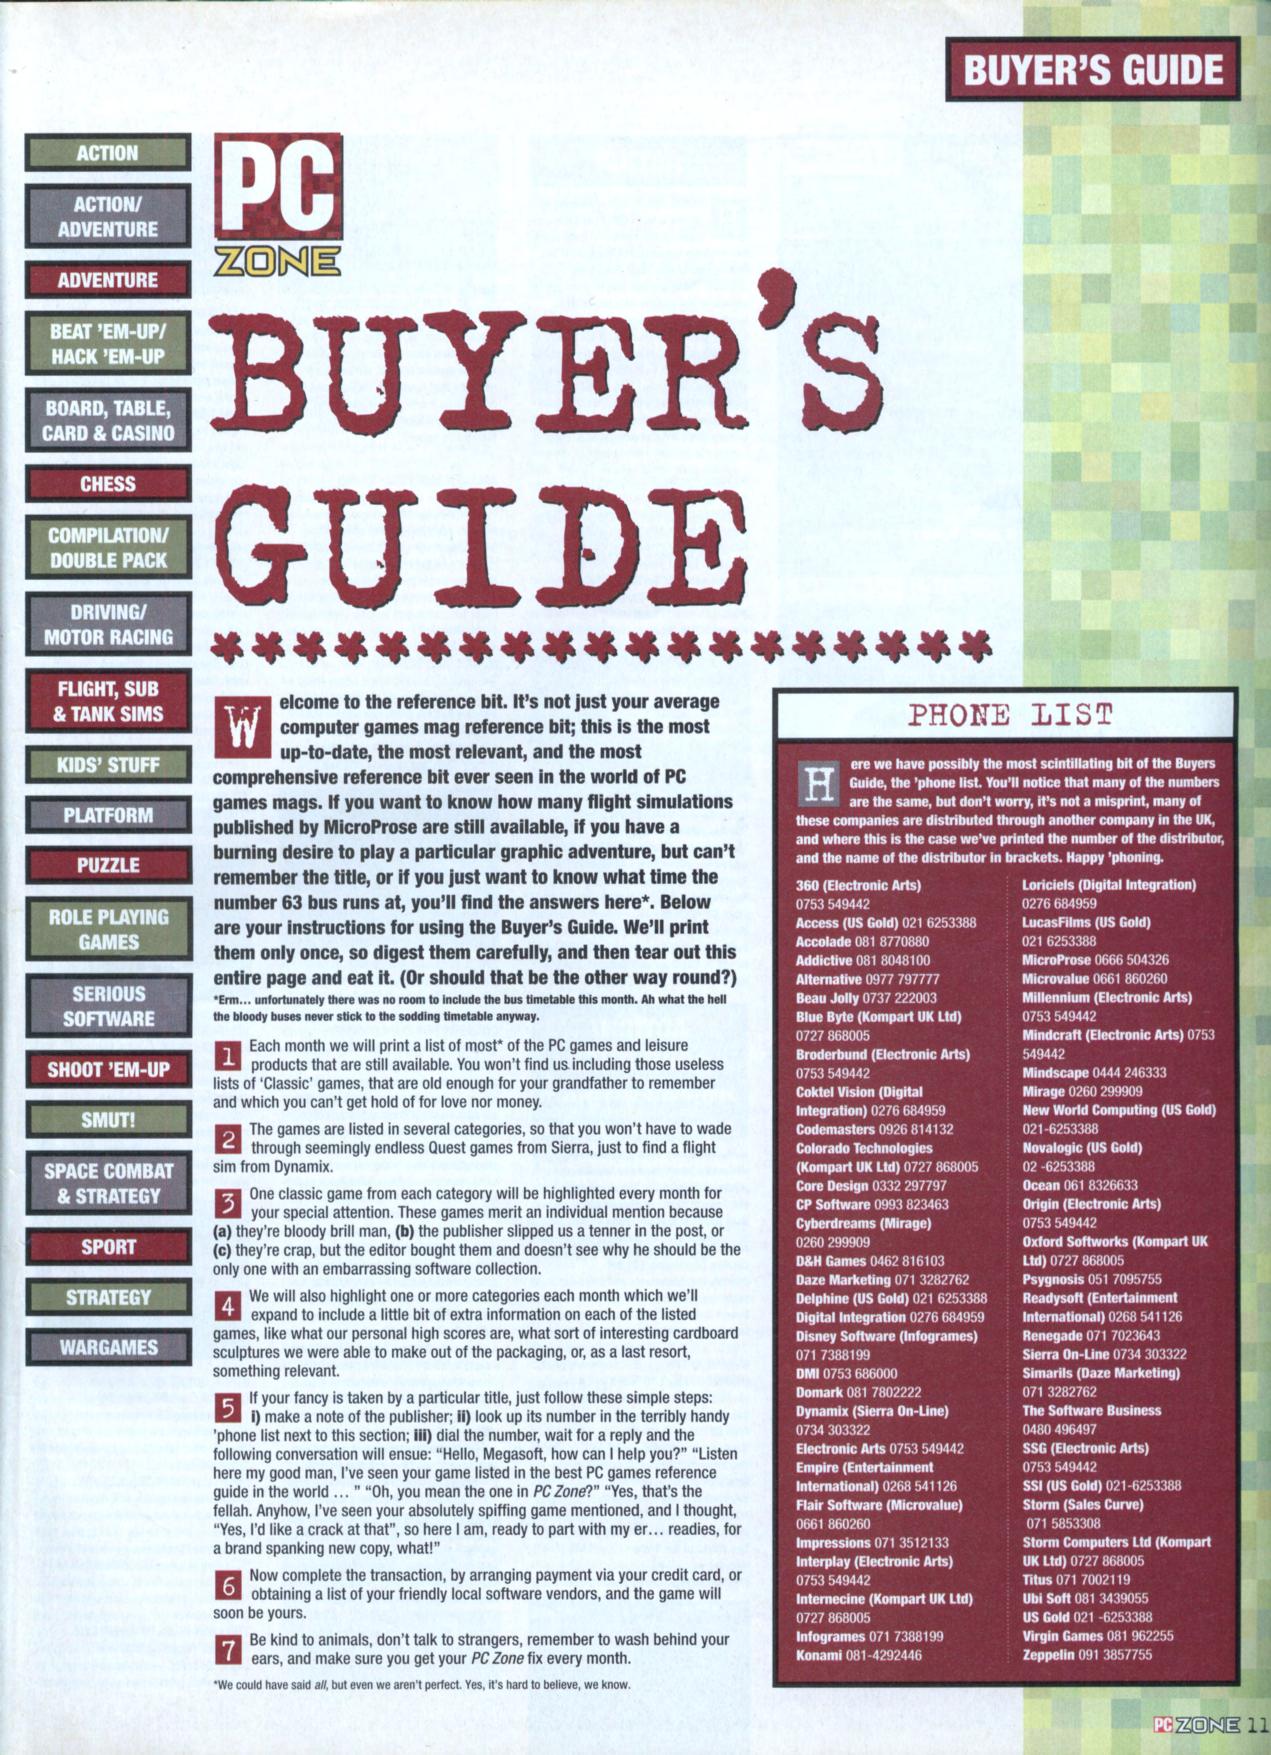 BUYER'S GUIDE
ACTION
ACTION/
ADVENTURE
ADVENTURE
BEAT 'EM-UP/
HACK 'EM-UP
BOARD, TABLE,
CARD & CASINO
CHESS
COMPILATION/
DOUBLE PACK
DRIVING/
MOTOR RACING
FLIGHT, SUB
& TANK SIMS
KIDS' STUFF
PLATFORM
PUZZLE
ROLE PLAYING
GAMES
SERIOUS
SOFTWARE
SHOOT 'EM-UP
SMUT!
SPACE COMBAT
& STRATEGY
SPORT
STRATEGY
WARGAMES
PC
ZONE
BUYER'S
GUIDE
Welcome to the reference bit. It's not just your average
computer games mag reference bit; this is the most
up-to-date, the most relevant, and the most
comprehensive reference bit ever seen in the world of PC
games mags. If you want to know how many flight simulations
published by MicroProse are still available, if you have a
burning desire to play a particular graphic adventure, but can't
remember the title, or if you just want to know what time the
number 63 bus runs at, you'll find the answers here*. Below
are your instructions for using the Buyer's Guide. We'll print
them only once, so digest them carefully, and then tear out this
entire page and eat it. (Or should that be the other way round?)
*Erm... unfortunately there was no room to include the bus timetable this month. Ah what the hell
the bloody buses never stick to the sodding timetable anyway.
1 Each month we will print a list of most* of the PC games and leisure
products that are still available. You won't find us including those useless
lists of 'Classic' games, that are old enough for your grandfather to remember
and which you can't get hold of for love nor money.
2 The games are listed in several categories, so that you won't have to wade
through seemingly endless Quest games from Sierra, just to find a flight
sim from Dynamix.
3 One classic game from each category will be highlighted every month for
your special attention. These games merit an individual mention because
(a) they're bloody brill man, (b) the publisher slipped us a tenner in the post, or
(c) they're crap, but the editor bought them and doesn't see why he should be the
only one with an embarrassing software collection.
4 We will also highlight one or more categories each month which we'll
expand to include a little bit of extra information on each of the listed
games, like what our personal high scores are, what sort of interesting cardboard
sculptures we were able to make out of the packaging, or, as a last resort,
something relevant.
5 If your fancy is taken by a particular title, just follow these simple steps:
i) make a note of the publisher; ii) look up its number in the terribly handy
'phone list next to this section; iii) dial the number, wait for a reply and the
following conversation will ensue: "Hello, Megasoft, how can I help you?" "Listen
here my good man, I've seen your game listed in the best PC games reference
guide in the world ... " "Oh, you mean the one in PC Zone?" "Yes, that's the
fellah. Anyhow, I've seen your absolutely spiffing game mentioned, and I thought,
"Yes, I'd like a crack at that", so here I am, ready to part with my er... readies, for
a brand spanking new copy, what!"
6 Now complete the transaction, by arranging payment via your credit card, or
obtaining a list of your friendly local software vendors, and the game will
soon be yours.
7 Be kind to animals, don't talk to strangers, remember to wash behind your
ears, and make sure you get your PC Zone fix every month.
*We could have said all, but even we aren't perfect. Yes, it's hard to believe, we know.
PHONE LIST
Here we have possibly the most scintillating bit of the Buyers
Guide, the 'phone list. You'll notice that many of the numbers
are the same, but don't worry, it's not a misprint, many of
these companies are distributed through another company in the UK,
and where this is the case we've printed the number of the distributor,
and the name of the distributor in brackets. Happy 'phoning.
360 (Electronic Arts)
0753 549442
Access (US Gold) 021 6253388
Accolade 081 8770880
Addictive 081 8048100
Alternative 0977 797777
Beau Jolly 0737 222003
Blue Byte (Kompart UK Ltd)
0727 868005
Broderbund (Electronic Arts)
0753 549442
Coktel Vision (Digital
Integration) 0276 684959
Codemasters 0926 814132
Colorado Technologies
(Kompart UK Ltd) 0727 868005
Core Design 0332 297797
CP Software 0993 823463
Cyberdreams (Mirage)
0260 299909
D&H Games 0462 816103
Daze Marketing 071 3282762
Delphine (US Gold) 021 6253388
Digital Integration 0276 684959
Disney Software (Infogrames)
071 7388199
DMI 0753 686000
Domark 081 7802222
Dynamix (Sierra On-Line)
0734 303322
Electronic Arts 0753 549442
Empire (Entertainment
International) 0268 541126
Flair Software (Microvalue)
0661 860260
Impressions 071 3512133
Interplay (Electronic Arts)
0753 549442
Internecine (Kompart UK Ltd)
0727 868005
Infogrames 071 7388199
Konami 081-4292446
Loriciels (Digital Integration)
0276 684959
LucasFilms (US Gold)
021 6253388
MicroProse 0666 504326
Microvalue 0661 860260
Millennium (Electronic Arts)
0753 549442
Mindcraft (Electronic Arts) 0753
549442
Mindscape 0444 246333
Mirage 0260 299909
New World Computing (US Gold)
021-6253388
Novalogic (US Gold)
02 -6253388
Ocean 061 8326633
Origin (Electronic Arts)
0753 549442
Oxford Softworks (Kompart UK
Ltd) 0727 868005
Psygnosis 051 7095755
Readysoft (Entertainment
International) 0268 541126
Renegade 071 7023643
Sierra On-Line 0734 303322
Simarils (Daze Marketing)
071 3282762
The Software Business
0480 496497
SSG (Electronic Arts)
0753 549442
SSI (US Gold) 021-6253388
Storm (Sales Curve)
071 5853308
Storm Computers Ltd (Kompart
UK Ltd) 0727 868005
Titus 071 7002119
Ubi Soft 081 3439055
US Gold 021 -6253388
Virgin Games 081 962255
Zeppelin 091 3857755
PC ZONE 11